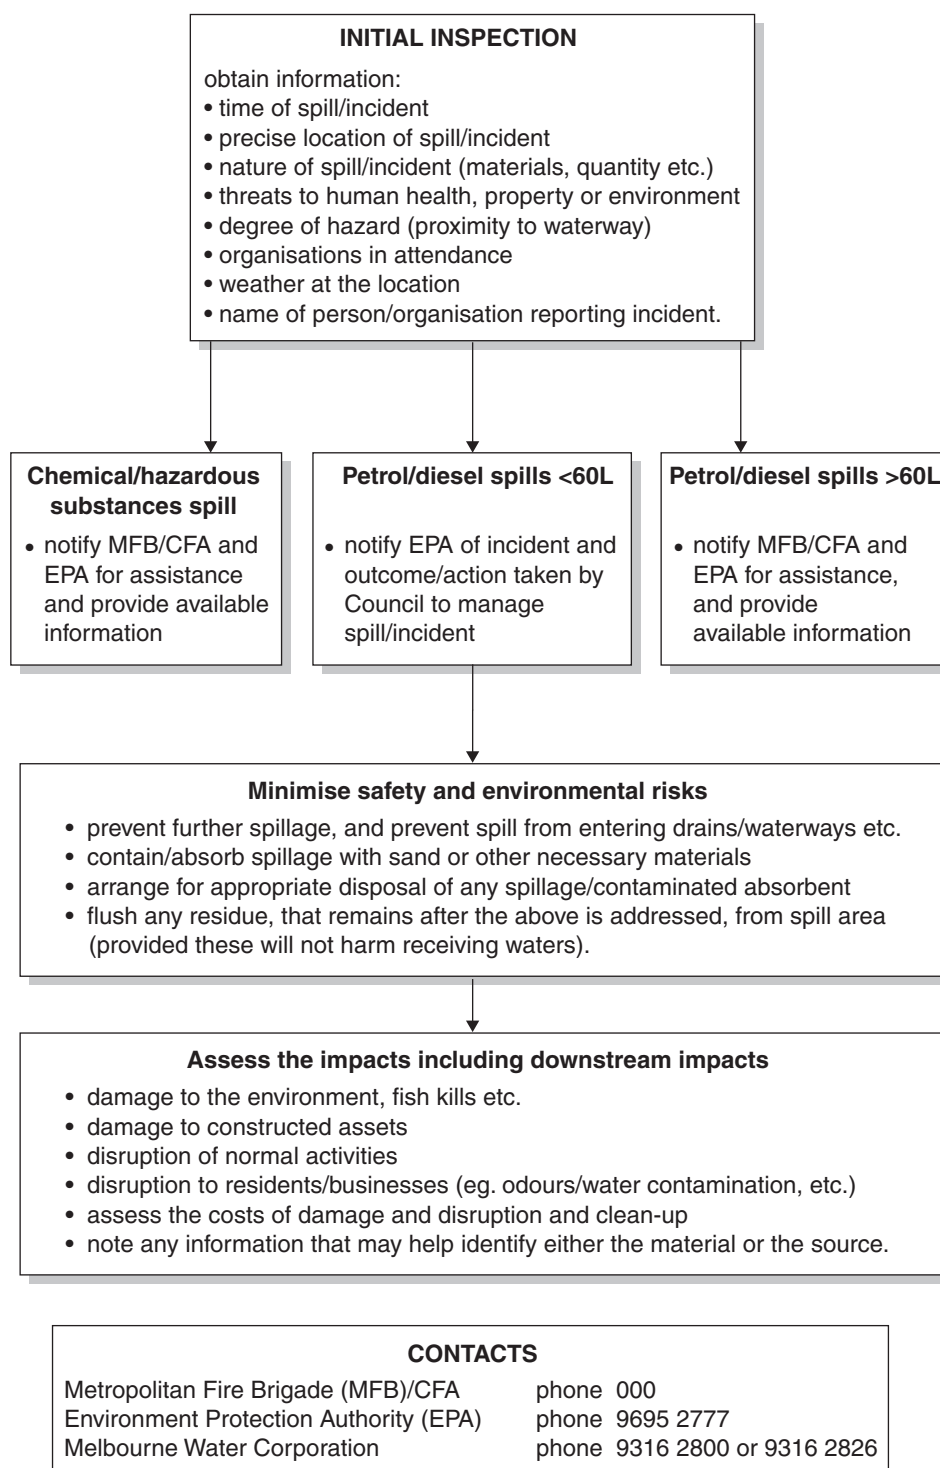 INITIAL INSPECTION
obtain information:
• time of spill/incident
• precise location of spill/incident
• nature of spill/incident (materials, quantity etc.)
• threats to human health, property or environment
• degree of hazard (proximity to waterway)
• organisations in attendance
• weather at the location
• name of person/organisation reporting incident.
Chemical/hazardous
substances spill
• notify MFB/CFA and
EPA for assistance
and provide available
information
Petrol/diesel spills <60L
• notify EPA of incident and
outcome/action taken by
Council to manage
spill/incident
Petrol/diesel spills >60L
• notify MFB/CFA and
EPA for assistance,
and provide
available information
Minimise safety and environmental risks
• prevent further spillage, and prevent spill from entering drains/waterways etc.
• contain/absorb spillage with sand or other necessary materials
• arrange for appropriate disposal of any spillage/contaminated absorbent
• flush any residue, that remains after the above is addressed, from spill area
(provided these will not harm receiving waters).
Assess the impacts including downstream impacts
• damage to the environment, fish kills etc.
• damage to constructed assets
• disruption of normal activities
• disruption to residents/businesses (eg. odours/water contamination, etc.)
• assess the costs of damage and disruption and clean-up
• note any information that may help identify either the material or the source.
CONTACTS
Metropolitan Fire Brigade (MFB)/CFA phone 000
Environment Protection Authority (EPA) phone 9695 2777
Melbourne Water Corporation phone 9316 2800 or 9316 2826